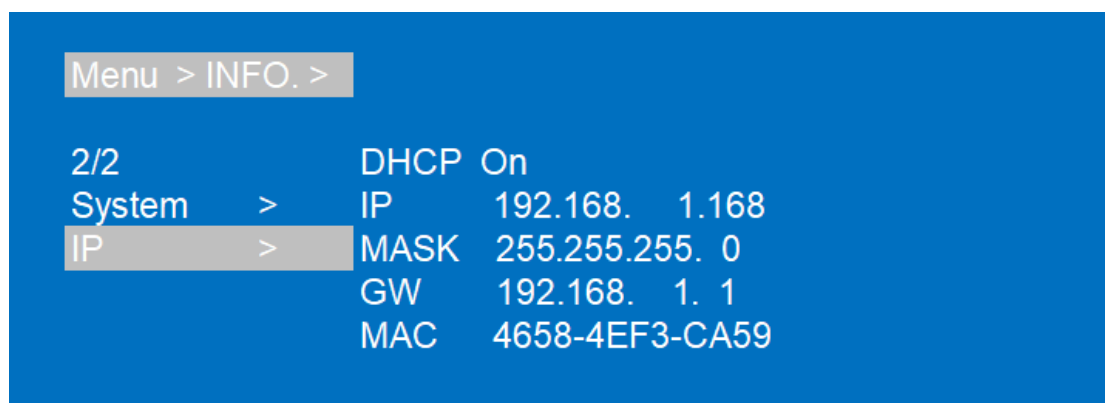 Menu > INFO. >
2/2 DHCP On
System > IP 192.168. 1.168
IP > MASK 255.255.255. 0
GW 192.168. 1. 1
MAC 4658-4EF3-CA59